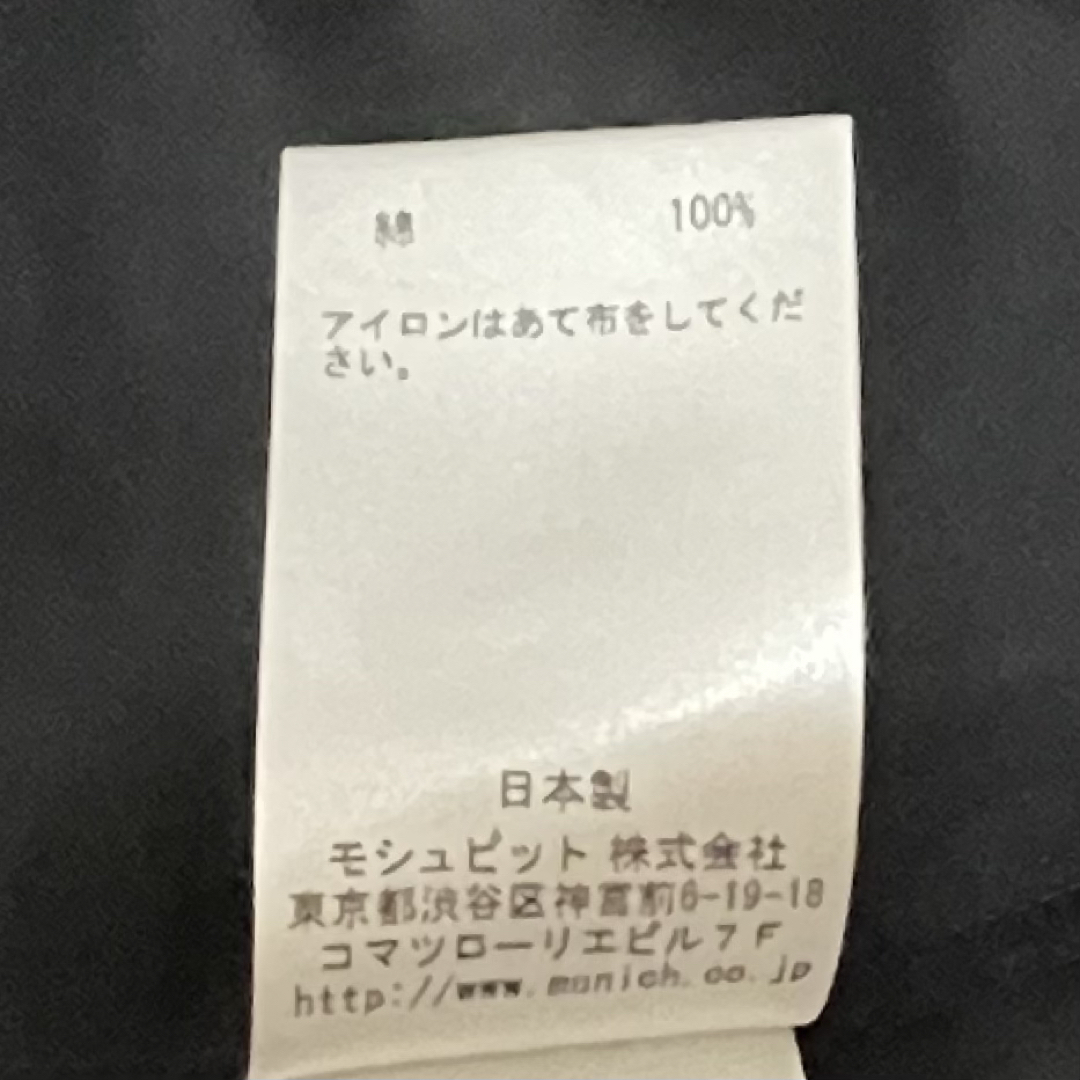 綿 100%
アイロンはあて布をしてくだ
さい。
日本製
モシュピット 株式会社
東京都渋谷区神宮前6-19-18
コマツローリエビル7F
http://www.munich.co.jp